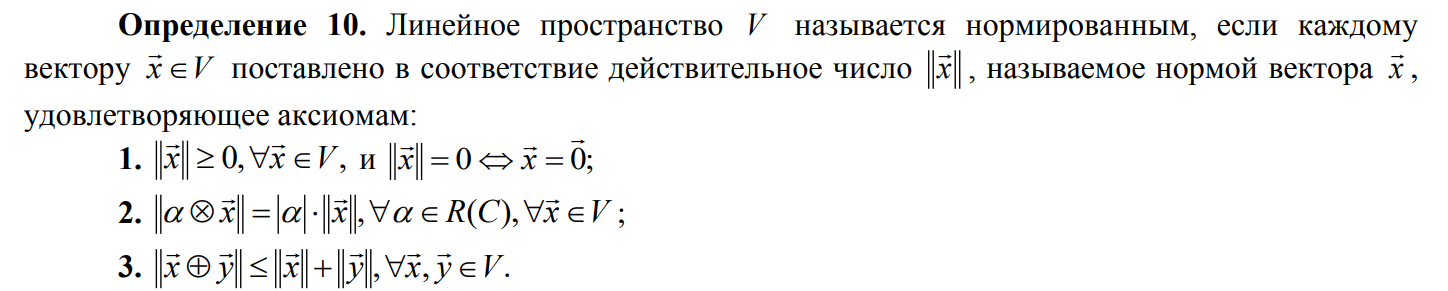 Определение 10. Линейное пространство V называется нормированным, если каждому
вектору x⃗ ∈ V поставлено в соответствие действительное число ‖x⃗‖ , называемое нормой вектора x⃗ ,
удовлетворяющее аксиомам:
1. ‖x⃗‖ ≥ 0, ∀x⃗ ∈ V, и ‖x⃗‖ = 0 ⇔ x⃗ = 0⃗;
2. ‖α ⊗ x⃗‖ = |α| · ‖x⃗‖, ∀α ∈ R(C), ∀x⃗ ∈ V ;
3. ‖x⃗ ⊕ y⃗‖ ≤ ‖x⃗‖ + ‖y⃗‖, ∀x⃗, y⃗ ∈ V.